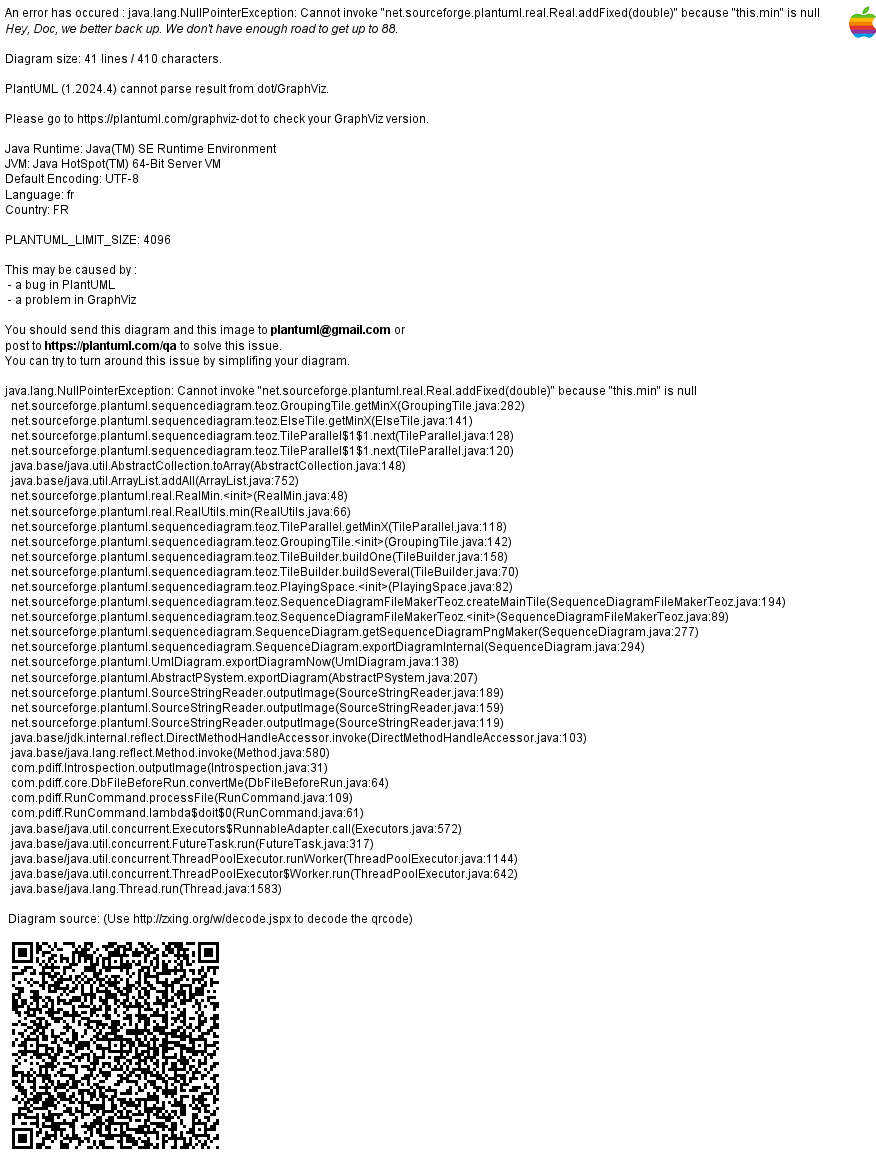 An error has occured : java.lang.NullPointerException: Cannot invoke "net.sourceforge.plantuml.real.Real.addFixed(double)" because "this.min" is null
Hey, Doc, we better back up. We don't have enough road to get up to 88.
Diagram size: 41 lines / 410 characters.
PlantUML (1.2024.4) cannot parse result from dot/GraphViz.
Please go to https://plantuml.com/graphviz-dot to check your GraphViz version.
Java Runtime: Java(TM) SE Runtime Environment
JVM: Java HotSpot(TM) 64-Bit Server VM
Default Encoding: UTF-8
Language: fr
Country: FR
PLANTUML_LIMIT_SIZE: 4096
This may be caused by :
- a bug in PlantUML
- a problem in GraphViz
You should send this diagram and this image to plantuml@gmail.com or
post to https://plantuml.com/qa to solve this issue.
You can try to turn around this issue by simplifing your diagram.
java.lang.NullPointerException: Cannot invoke "net.sourceforge.plantuml.real.Real.addFixed(double)" because "this.min" is null
net.sourceforge.plantuml.sequencediagram.teoz.GroupingTile.getMinX(GroupingTile.java:282)
net.sourceforge.plantuml.sequencediagram.teoz.ElseTile.getMinX(ElseTile.java:141)
net.sourceforge.plantuml.sequencediagram.teoz.TileParallel$1$1.next(TileParallel.java:128)
net.sourceforge.plantuml.sequencediagram.teoz.TileParallel$1$1.next(TileParallel.java:120)
java.base/java.util.AbstractCollection.toArray(AbstractCollection.java:148)
java.base/java.util.ArrayList.addAll(ArrayList.java:752)
net.sourceforge.plantuml.real.RealMin.<init>(RealMin.java:48)
net.sourceforge.plantuml.real.RealUtils.min(RealUtils.java:66)
net.sourceforge.plantuml.sequencediagram.teoz.TileParallel.getMinX(TileParallel.java:118)
net.sourceforge.plantuml.sequencediagram.teoz.GroupingTile.<init>(GroupingTile.java:142)
net.sourceforge.plantuml.sequencediagram.teoz.TileBuilder.buildOne(TileBuilder.java:158)
net.sourceforge.plantuml.sequencediagram.teoz.TileBuilder.buildSeveral(TileBuilder.java:70)
net.sourceforge.plantuml.sequencediagram.teoz.PlayingSpace.<init>(PlayingSpace.java:82)
net.sourceforge.plantuml.sequencediagram.teoz.SequenceDiagramFileMakerTeoz.createMainTile(SequenceDiagramFileMakerTeoz.java:194)
net.sourceforge.plantuml.sequencediagram.teoz.SequenceDiagramFileMakerTeoz.<init>(SequenceDiagramFileMakerTeoz.java:89)
net.sourceforge.plantuml.sequencediagram.SequenceDiagram.getSequenceDiagramPngMaker(SequenceDiagram.java:277)
net.sourceforge.plantuml.sequencediagram.SequenceDiagram.exportDiagramInternal(SequenceDiagram.java:294)
net.sourceforge.plantuml.UmlDiagram.exportDiagramNow(UmlDiagram.java:138)
net.sourceforge.plantuml.AbstractPSystem.exportDiagram(AbstractPSystem.java:207)
net.sourceforge.plantuml.SourceStringReader.outputImage(SourceStringReader.java:189)
net.sourceforge.plantuml.SourceStringReader.outputImage(SourceStringReader.java:159)
net.sourceforge.plantuml.SourceStringReader.outputImage(SourceStringReader.java:119)
java.base/jdk.internal.reflect.DirectMethodHandleAccessor.invoke(DirectMethodHandleAccessor.java:103)
java.base/java.lang.reflect.Method.invoke(Method.java:580)
com.pdiff.Introspection.outputImage(Introspection.java:31)
com.pdiff.core.DbFileBeforeRun.convertMe(DbFileBeforeRun.java:64)
com.pdiff.RunCommand.processFile(RunCommand.java:109)
com.pdiff.RunCommand.lambda$doit$0(RunCommand.java:61)
java.base/java.util.concurrent.Executors$RunnableAdapter.call(Executors.java:572)
java.base/java.util.concurrent.FutureTask.run(FutureTask.java:317)
java.base/java.util.concurrent.ThreadPoolExecutor.runWorker(ThreadPoolExecutor.java:1144)
java.base/java.util.concurrent.ThreadPoolExecutor$Worker.run(ThreadPoolExecutor.java:642)
java.base/java.lang.Thread.run(Thread.java:1583)
Diagram source: (Use http://zxing.org/w/decode.jspx to decode the qrcode)